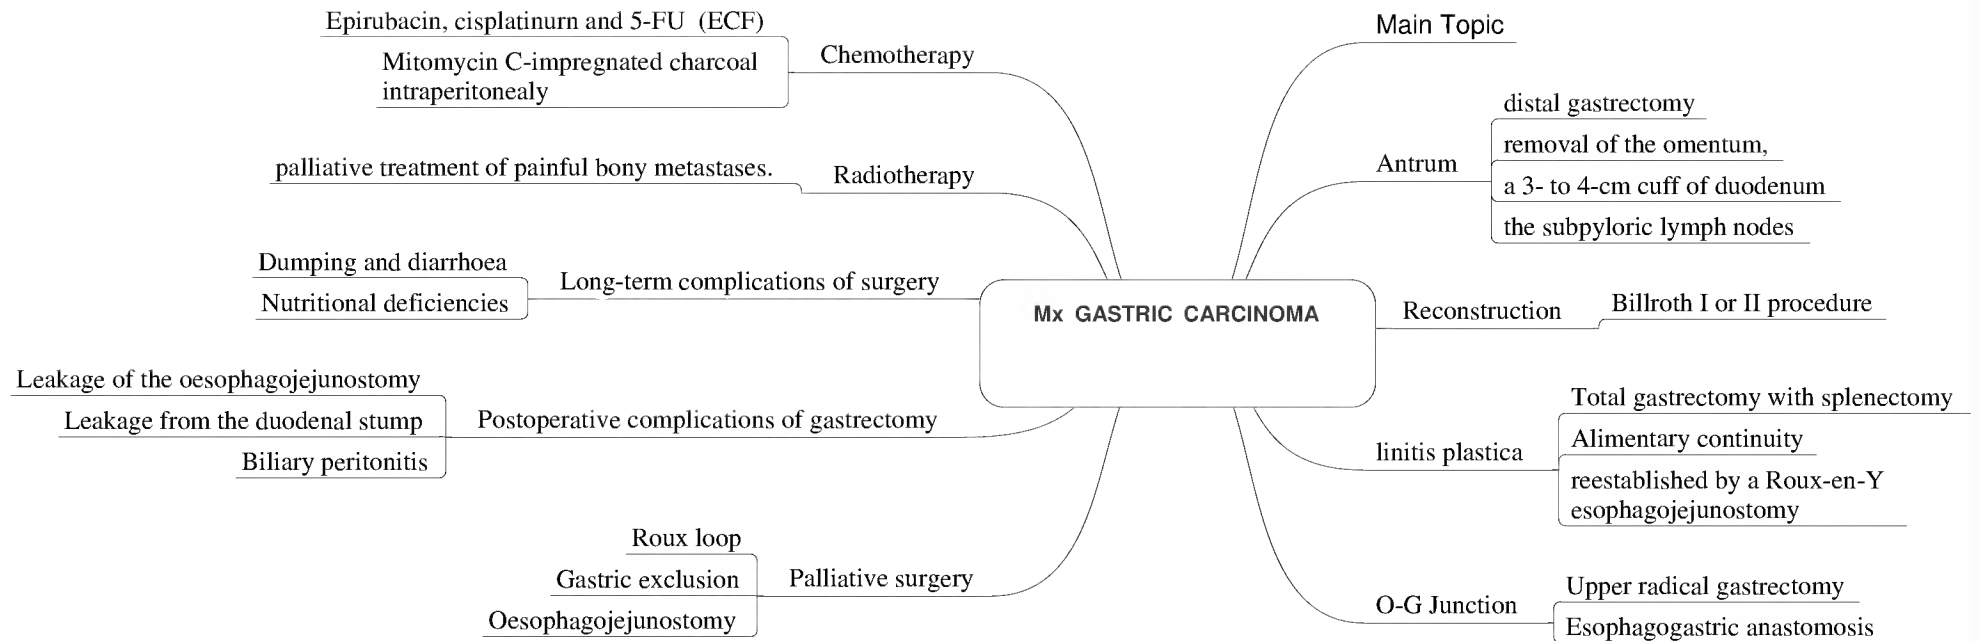 Epirubacin, cisplatinurn and 5-FU (ECF)
Mitomycin C-impregnated charcoal
intraperitonealy
Chemotherapy
palliative treatment of painful bony metastases.
Radiotherapy
Dumping and diarrhoea
Nutritional deficiencies
Long-term complications of surgery
Leakage of the oesophagojejunostomy
Leakage from the duodenal stump
Biliary peritonitis
Postoperative complications of gastrectomy
Roux loop
Gastric exclusion
Oesophagojejunostomy
Palliative surgery
Mx GASTRIC CARCINOMA
Main Topic
Antrum
distal gastrectomy
removal of the omentum,
a 3- to 4-cm cuff of duodenum
the subpyloric lymph nodes
Reconstruction
Billroth I or II procedure
linitis plastica
Total gastrectomy with splenectomy
Alimentary continuity
reestablished by a Roux-en-Y
esophagojejunostomy
O-G Junction
Upper radical gastrectomy
Esophagogastric anastomosis